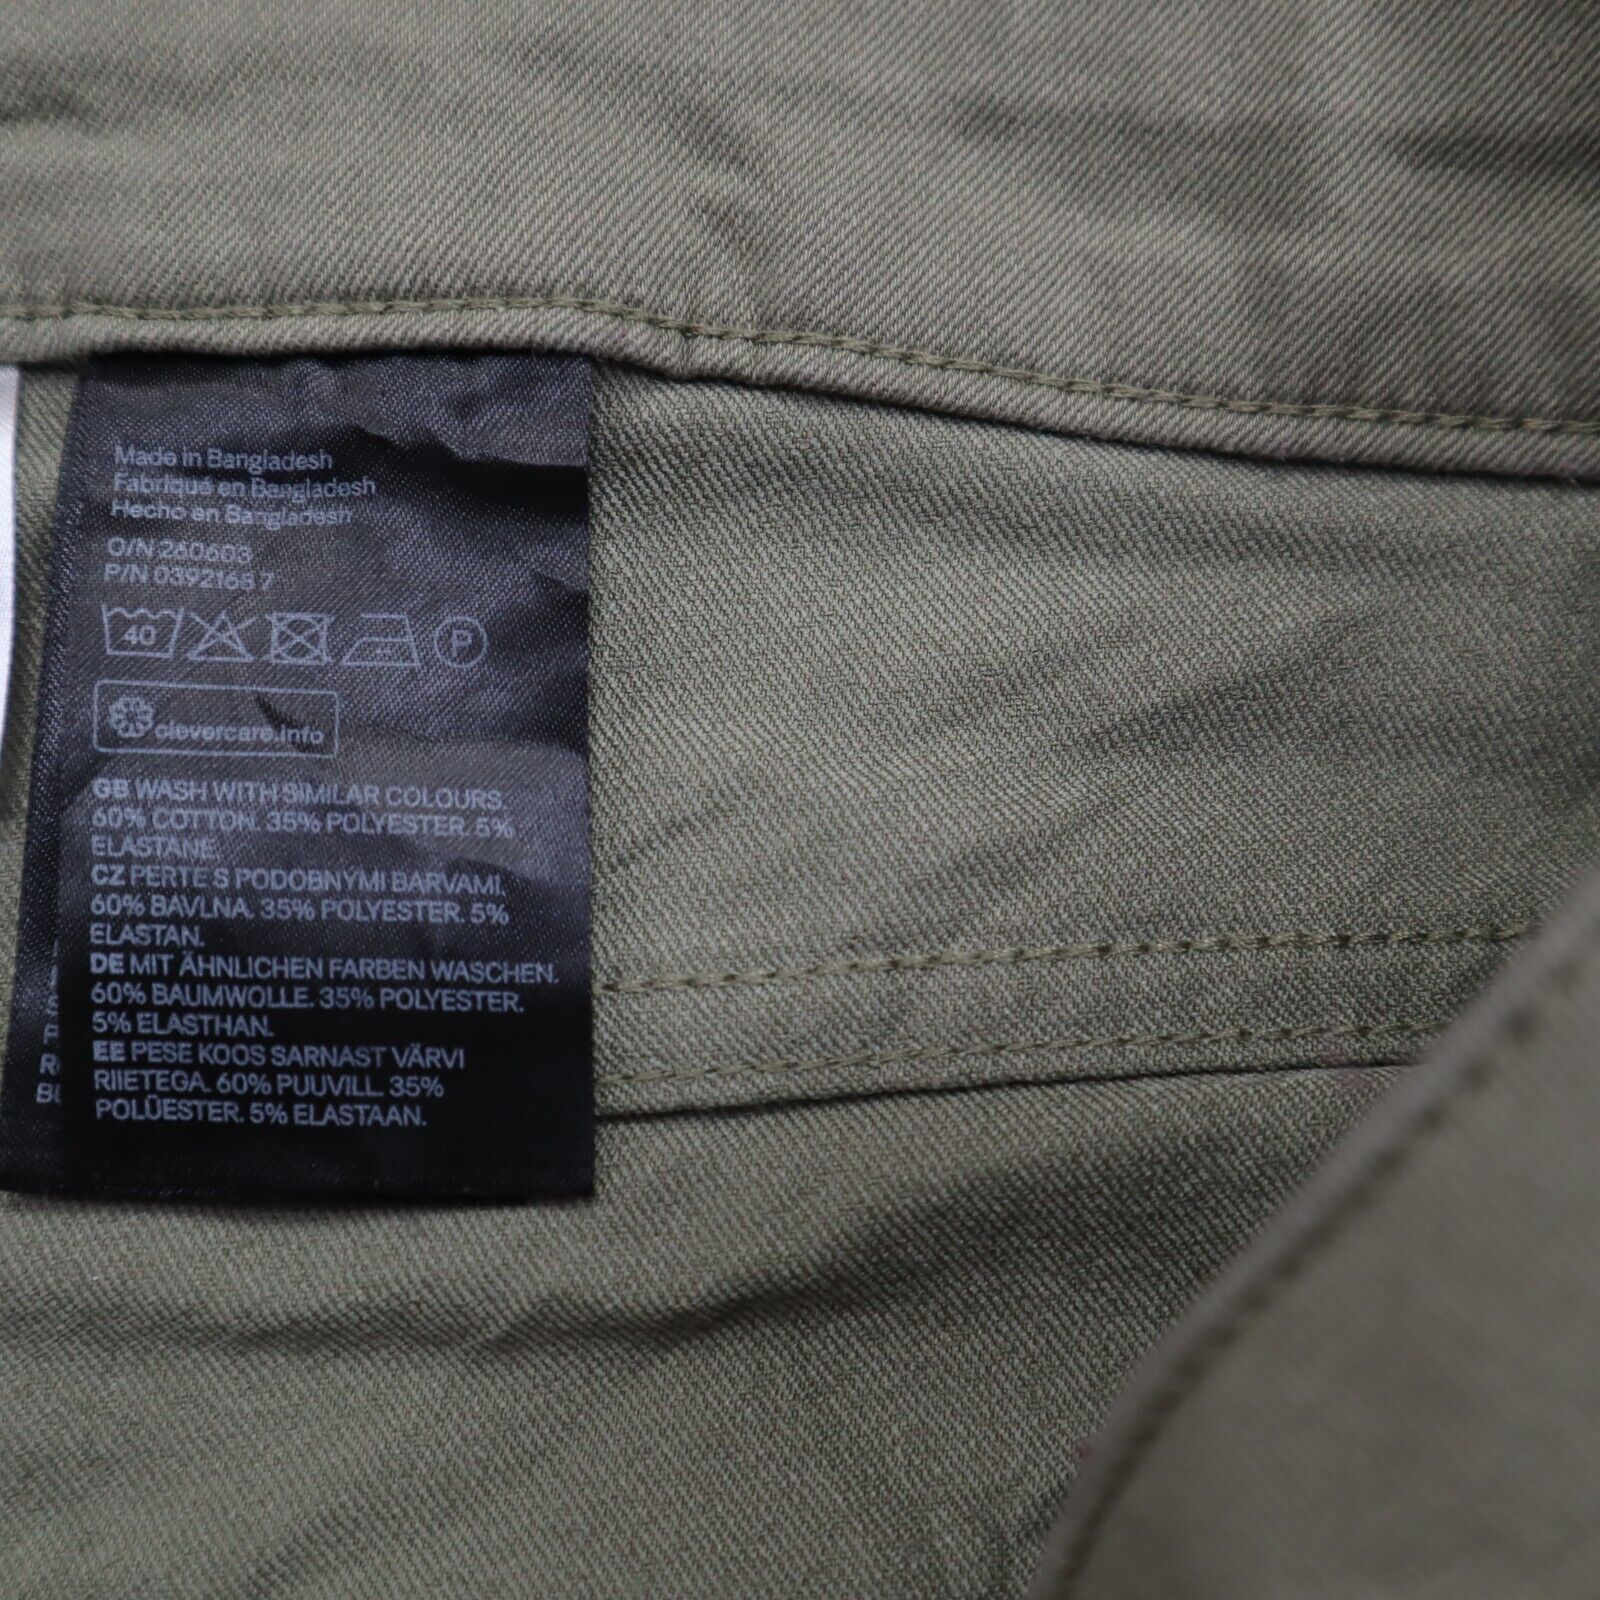 Made in Bangladesh
Fabriqué en Bangladesh
Hecho en Bangladesh
O/N 260603
P/N 0392168 7
40
P
clevercare.info
GB WASH WITH SIMILAR COLOURS.
60% COTTON. 35% POLYESTER. 5%
ELASTANE.
CZ PERTE S PODOBNÝMI BARVAMI.
60% BAVLNA. 35% POLYESTER. 5%
ELASTAN.
DE MIT ÄHNLICHEN FARBEN WASCHEN.
60% BAUMWOLLE. 35% POLYESTER.
5% ELASTHAN.
EE PESE KOOS SARNAST VÄRVI
RIIETEGA. 60% PUUVILL. 35%
POLÜESTER. 5% ELASTAAN.